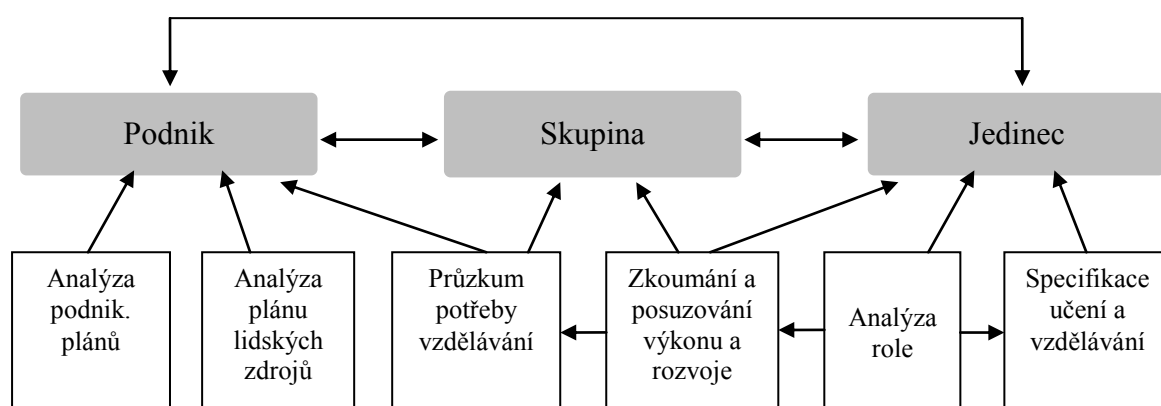 Podnik
Skupina
Jedinec
Analýza
podnik.
plánů
Analýza
plánu
lidských
zdrojů
Průzkum
potřeby
vzdělávání
Zkoumání a
posuzování
výkonu a
rozvoje
Analýza
role
Specifikace
učení a
vzdělávání